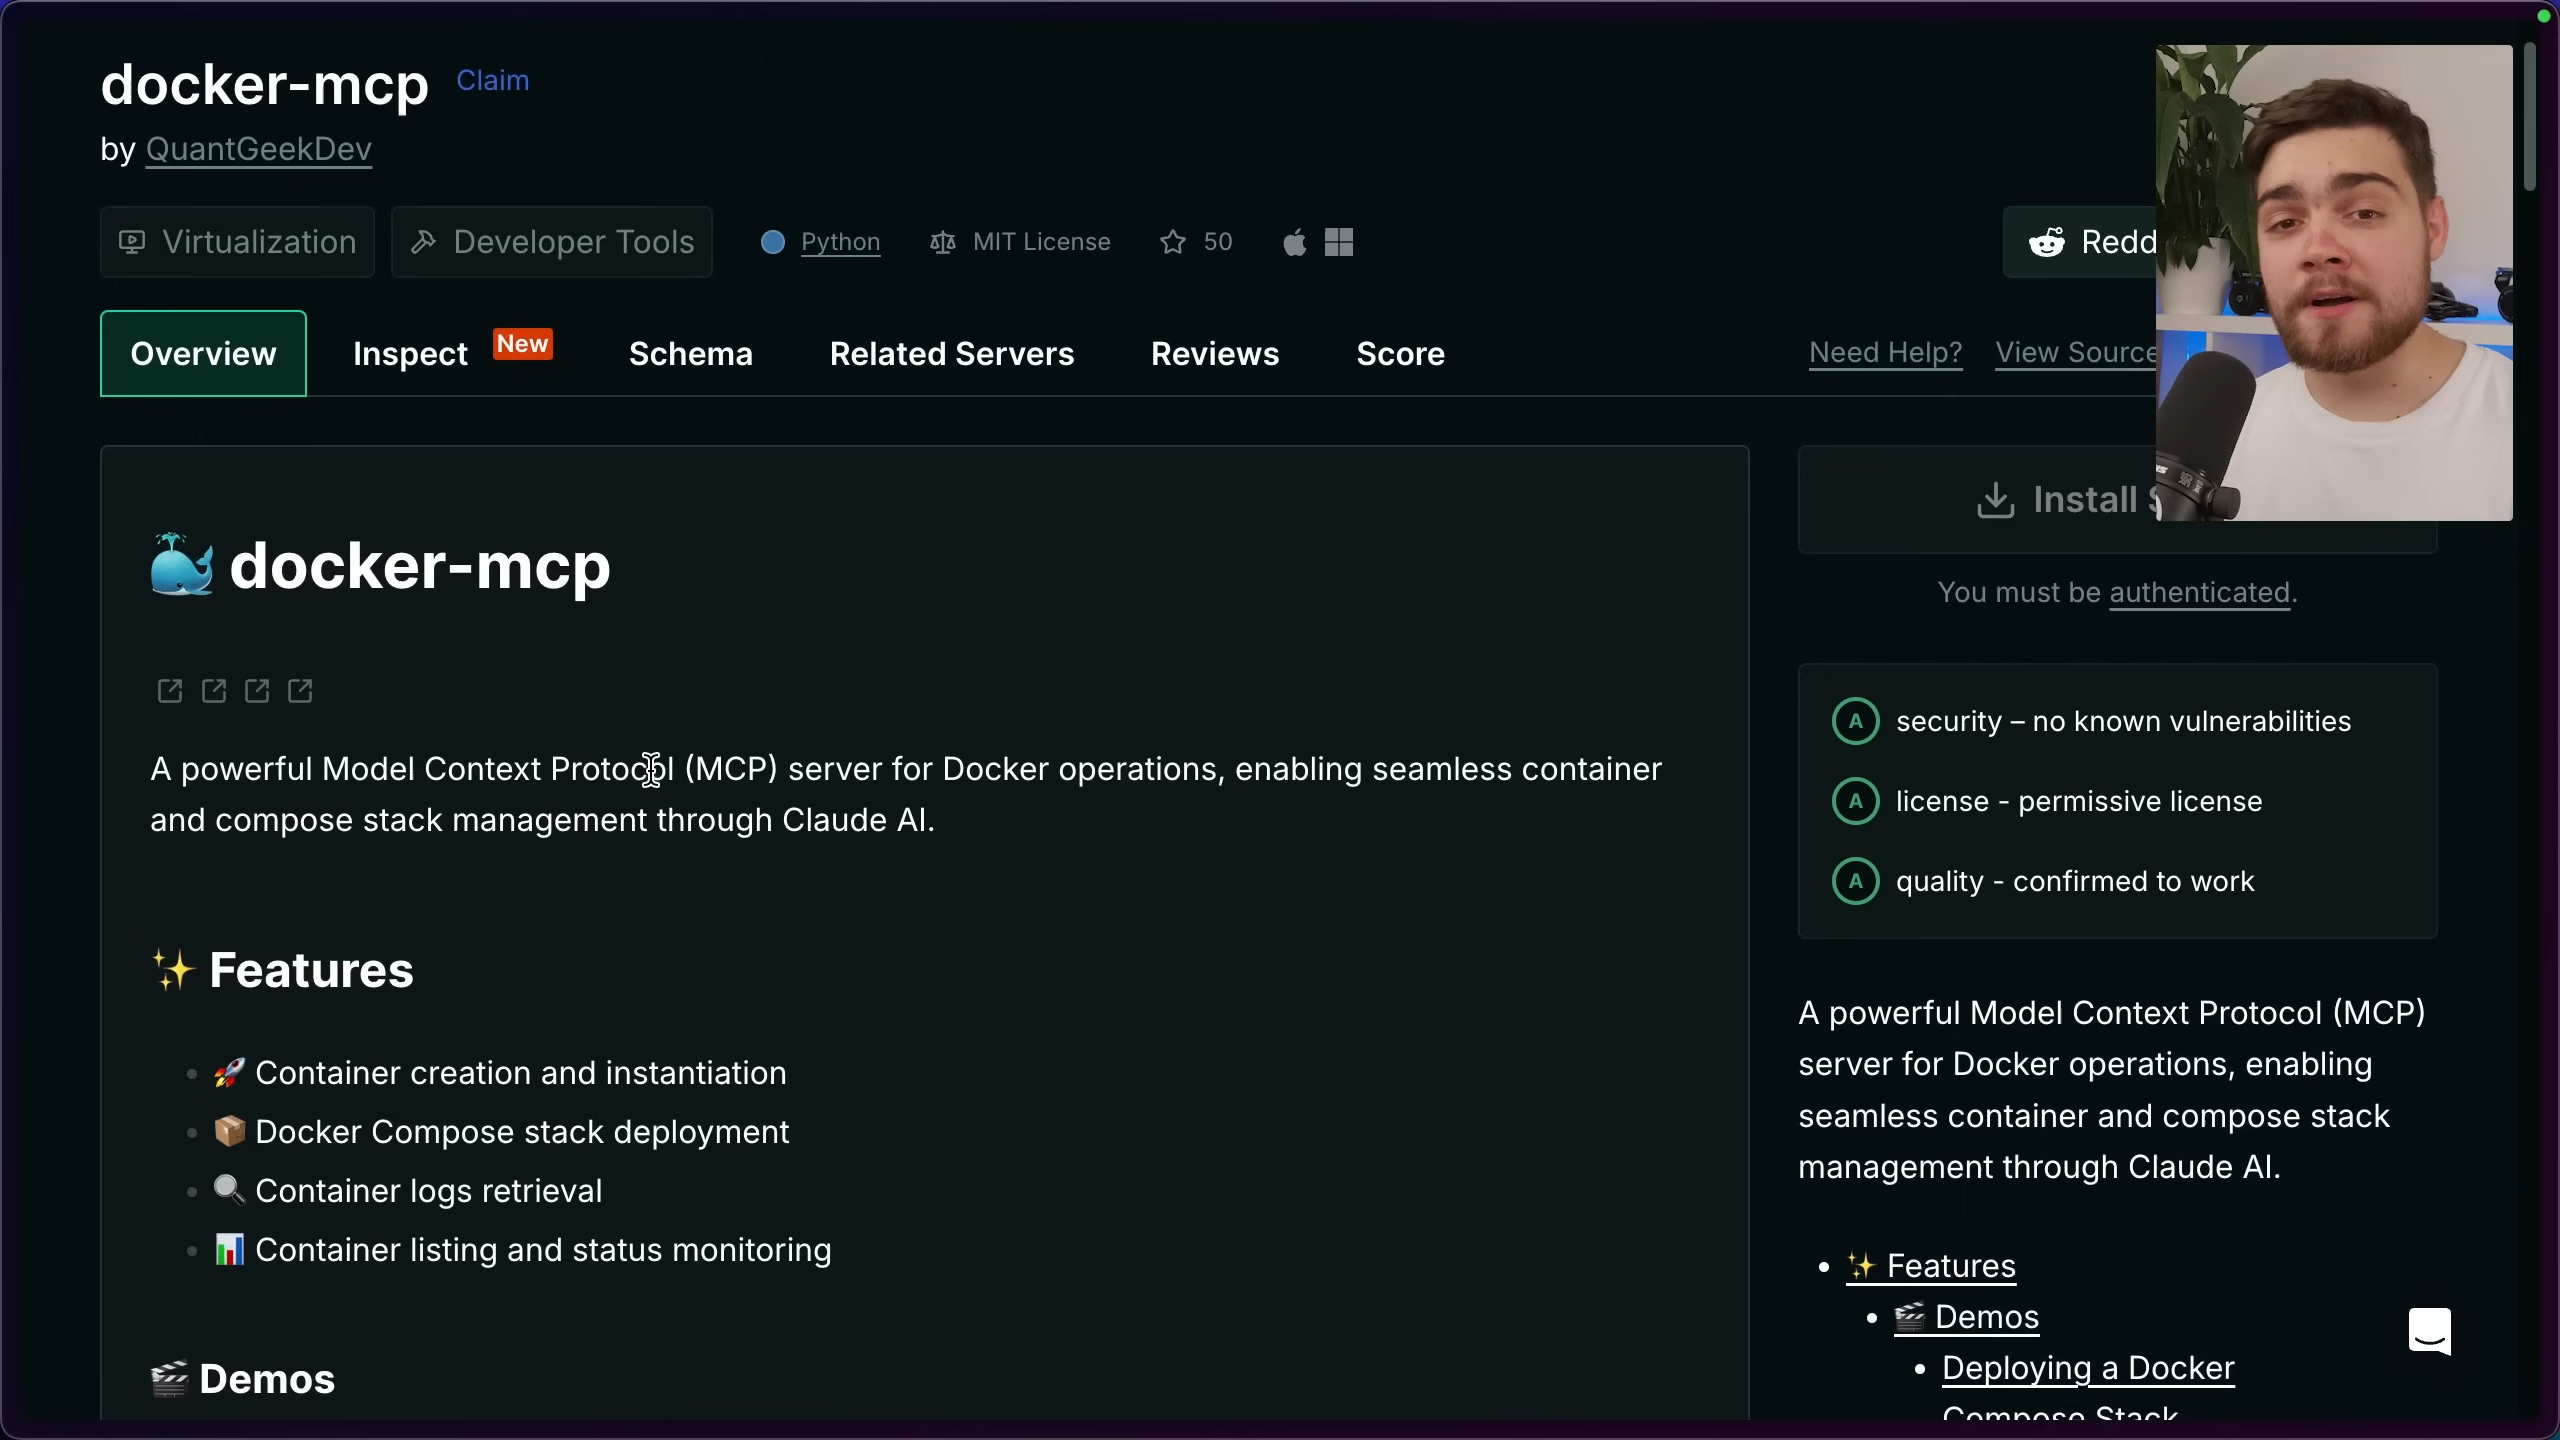 docker-mcp Claim
by QuantGeekDev
Virtualization Developer Tools Python MIT License 50
Redd
Overview Inspect New Schema Related Servers Reviews Score
Need Help? View Source
docker-mcp
A powerful Model Context Protocol (MCP) server for Docker operations, enabling seamless container
and compose stack management through Claude AI.
Features
Container creation and instantiation
Docker Compose stack deployment
Container logs retrieval
Container listing and status monitoring
Demos
Install
You must be authenticated.
A security – no known vulnerabilities
A license - permissive license
A quality - confirmed to work
A powerful Model Context Protocol (MCP)
server for Docker operations, enabling
seamless container and compose stack
management through Claude AI.
Features
Demos
Deploying a Docker
Compose Stack